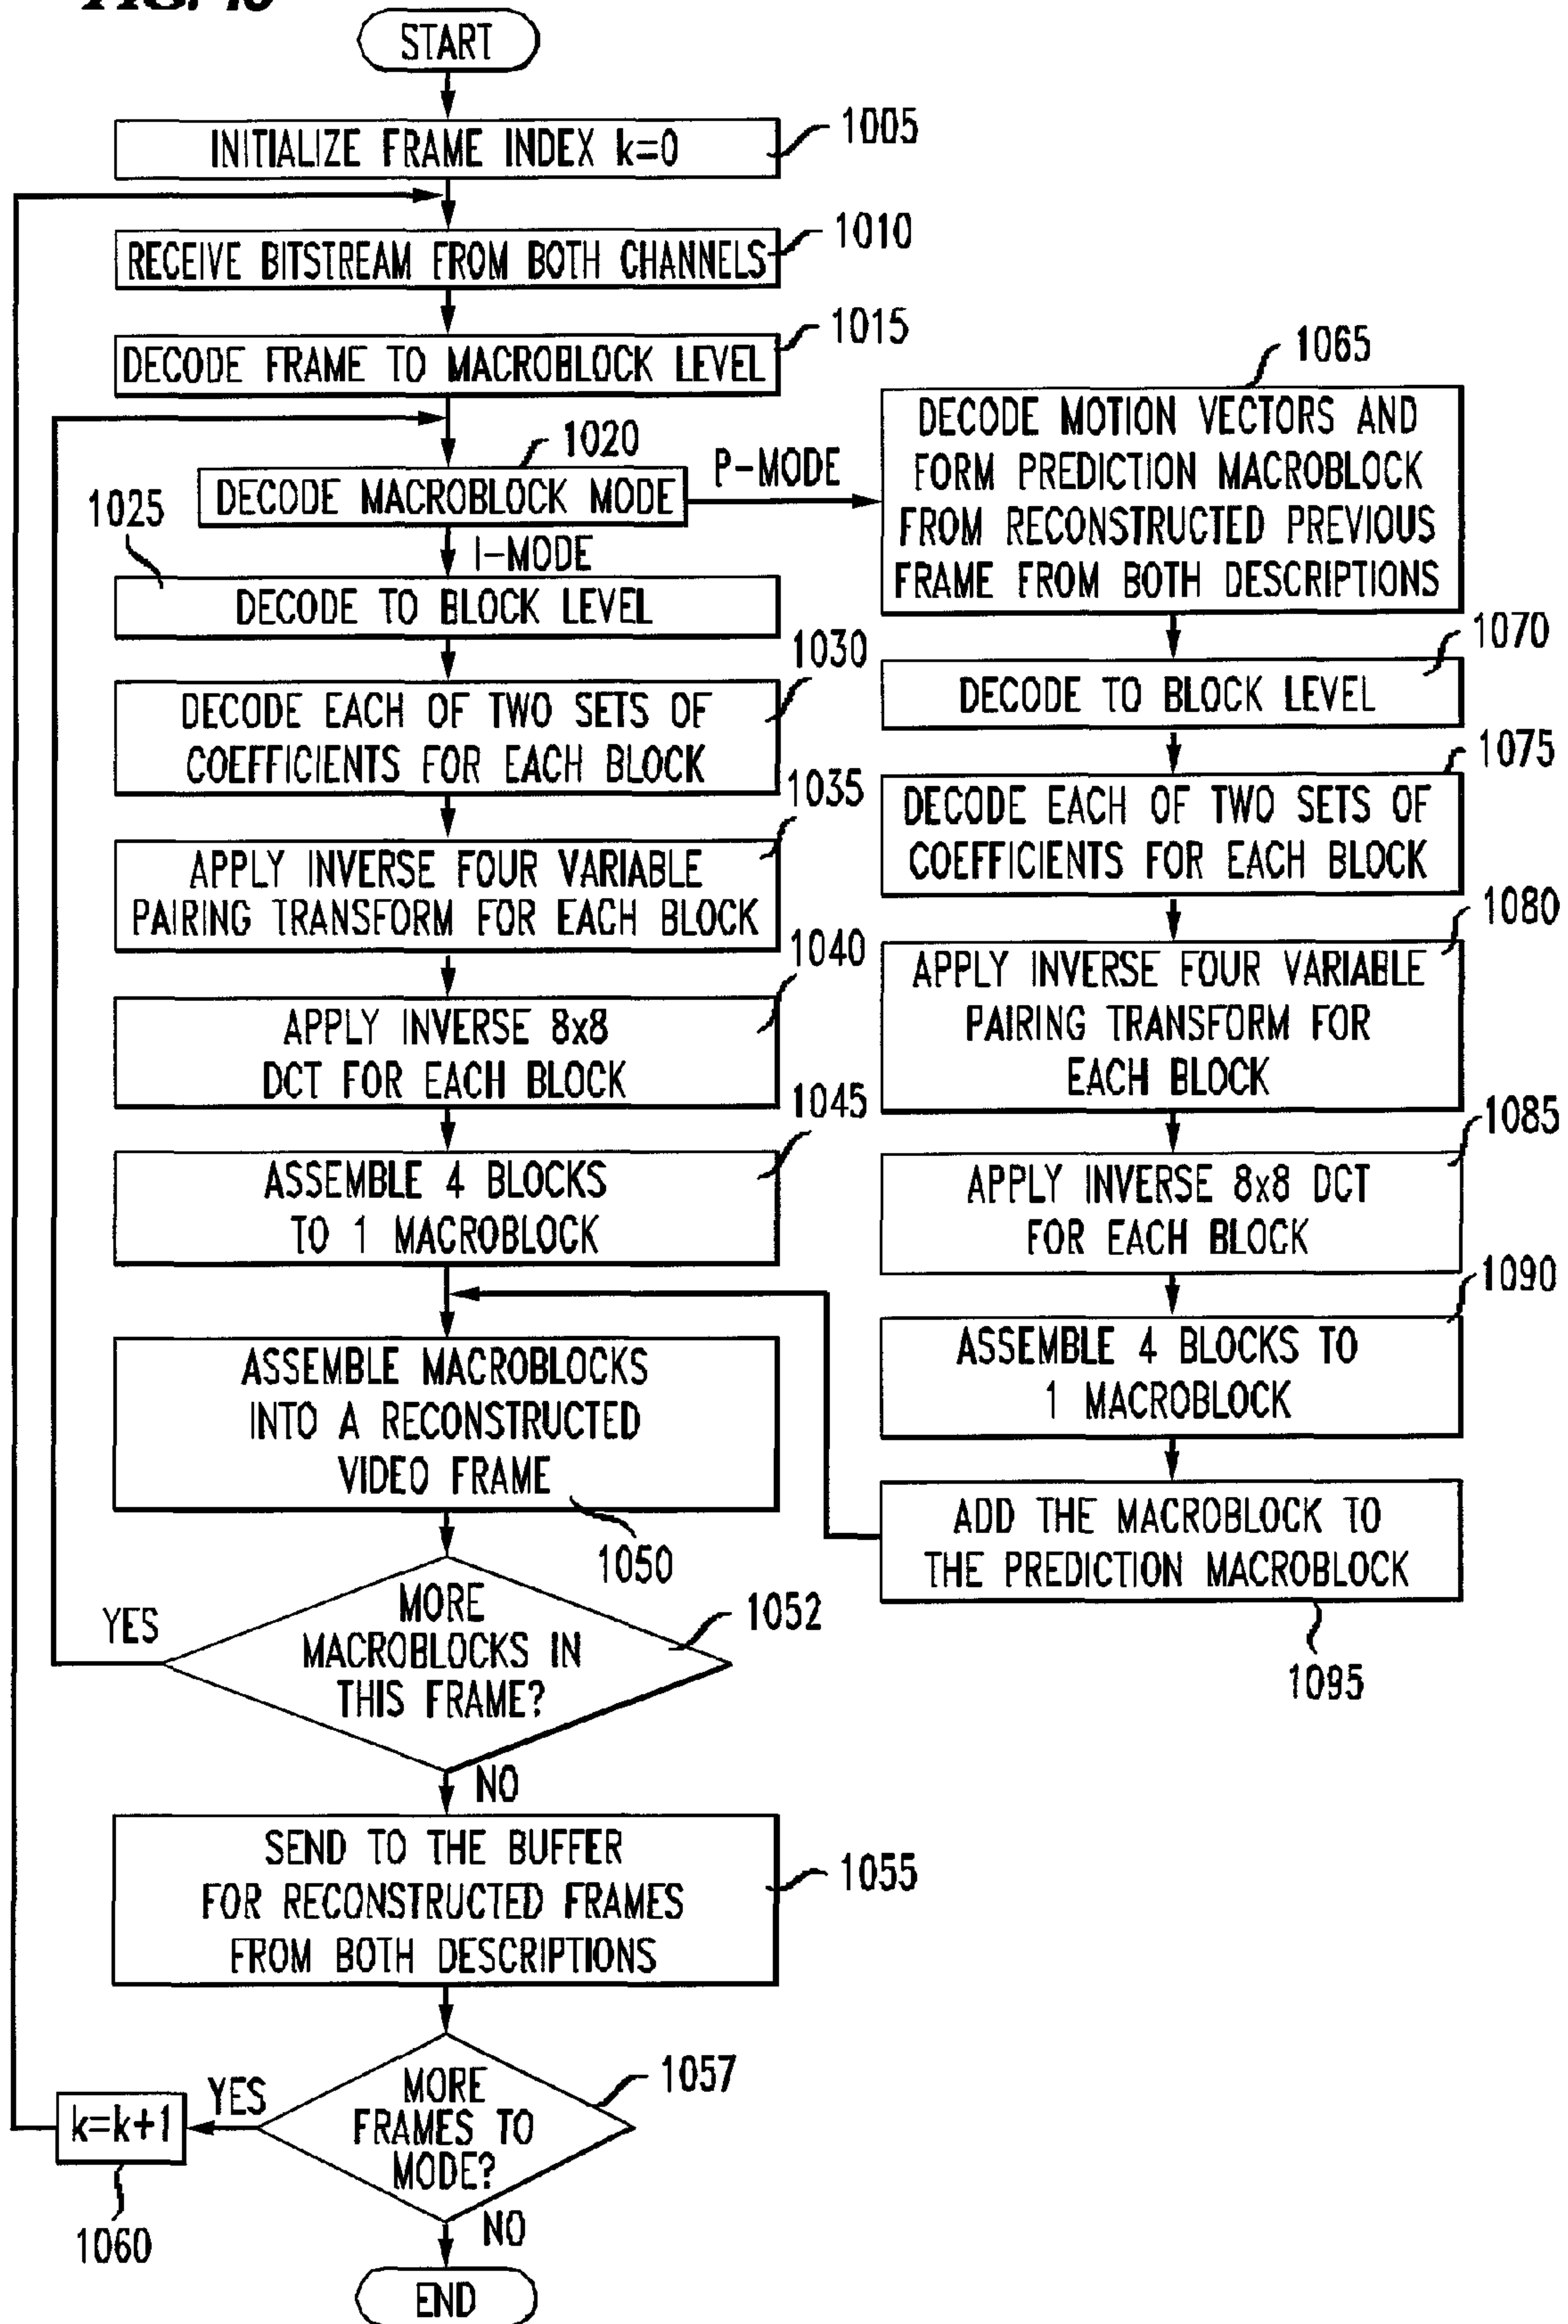 START
INITIALIZE FRAME INDEX k=0
1005
RECEIVE BITSTREAM FROM BOTH CHANNELS
1010
DECODE FRAME TO MACROBLOCK LEVEL
1015
1020
DECODE MACROBLOCK MODE
P-MODE
I-MODE
1025
DECODE TO BLOCK LEVEL
1030
DECODE EACH OF TWO SETS OF
COEFFICIENTS FOR EACH BLOCK
1035
APPLY INVERSE FOUR VARIABLE
PAIRING TRANSFORM FOR EACH BLOCK
1040
APPLY INVERSE 8x8
DCT FOR EACH BLOCK
1045
ASSEMBLE 4 BLOCKS
TO 1 MACROBLOCK
ASSEMBLE MACROBLOCKS
INTO A RECONSTRUCTED
VIDEO FRAME
1050
MORE
MACROBLOCKS IN
THIS FRAME?
1052
YES
NO
SEND TO THE BUFFER
FOR RECONSTRUCTED FRAMES
FROM BOTH DESCRIPTIONS
1055
MORE
FRAMES TO
MODE?
1057
YES
k=k+1
1060
NO
END
1065
DECODE MOTION VECTORS AND
FORM PREDICTION MACROBLOCK
FROM RECONSTRUCTED PREVIOUS
FRAME FROM BOTH DESCRIPTIONS
1070
DECODE TO BLOCK LEVEL
1075
DECODE EACH OF TWO SETS OF
COEFFICIENTS FOR EACH BLOCK
1080
APPLY INVERSE FOUR VARIABLE
PAIRING TRANSFORM FOR
EACH BLOCK
1085
APPLY INVERSE 8x8 DCT
FOR EACH BLOCK
1090
ASSEMBLE 4 BLOCKS TO
1 MACROBLOCK
ADD THE MACROBLOCK TO
THE PREDICTION MACROBLOCK
1095